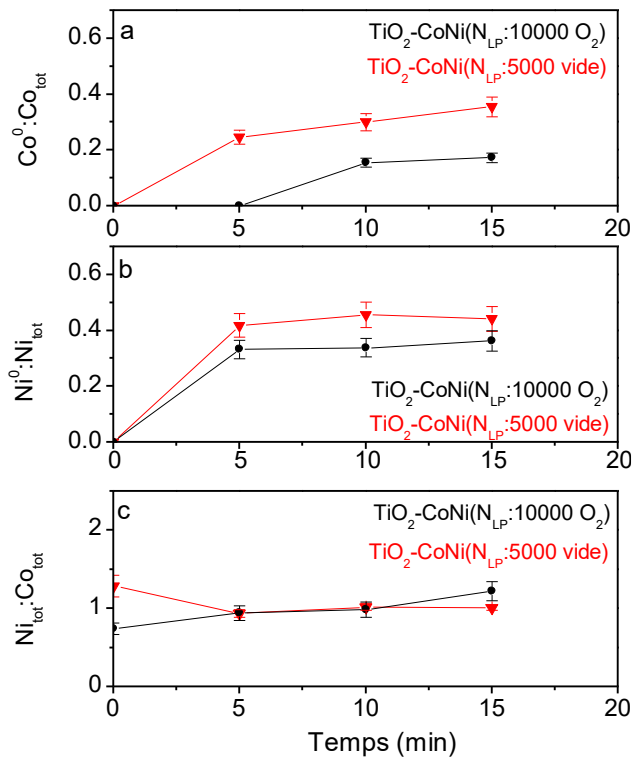 a
TiO2-CoNi(NLP:10000 O2)
TiO2-CoNi(NLP:5000 vide)
Co0:Cotot
0.6
0.4
0.2
0.0
0 5 10 15 20
b
Ni0:Nitot
0.6
0.4
0.2
0.0
TiO2-CoNi(NLP:10000 O2)
TiO2-CoNi(NLP:5000 vide)
0 5 10 15 20
c
TiO2-CoNi(NLP:10000 O2)
TiO2-CoNi(NLP:5000 vide)
Nitot:Cotot
2
1
0
0 5 10 15 20
Temps (min)